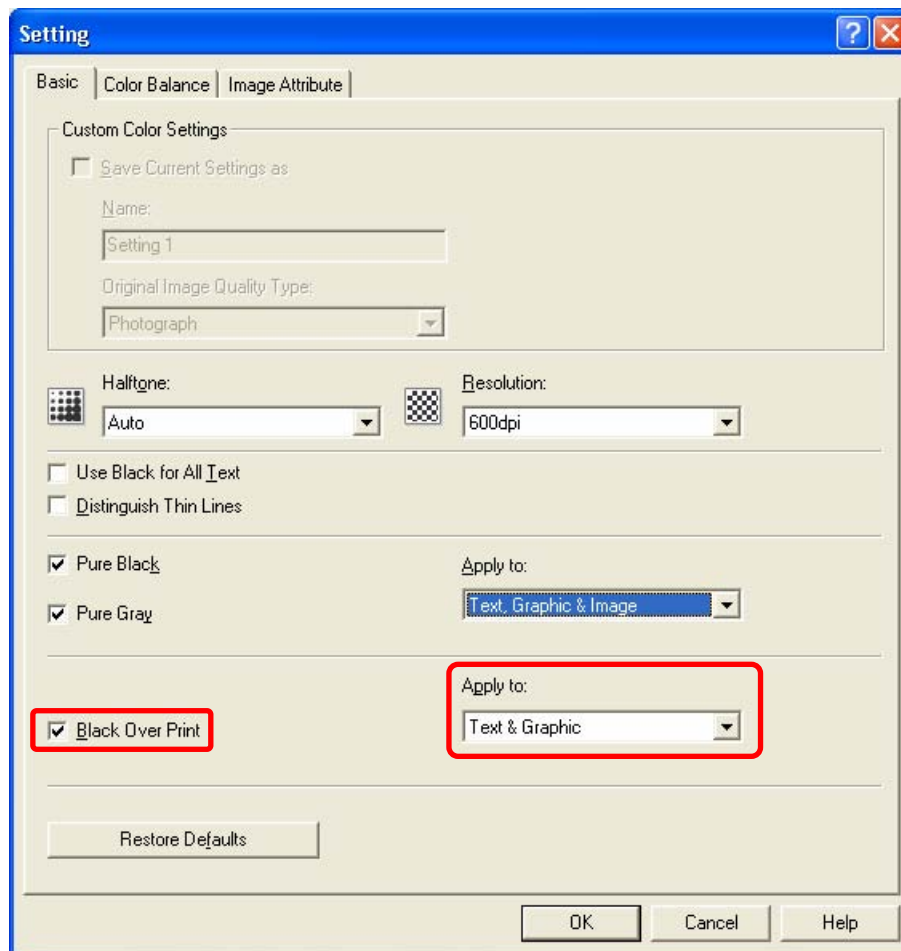 Setting
Basic Color Balance Image Attribute
Custom Color Settings
Save Current Settings as
Name:
Setting 1
Original Image Quality Type:
Photograph
Halftone: Resolution:
Auto 600dpi
Use Black for All Text
Distinguish Thin Lines
Pure Black Apply to:
Text, Graphic & Image
Pure Gray
Apply to:
Black Over Print Text & Graphic
Restore Defaults
OK Cancel Help